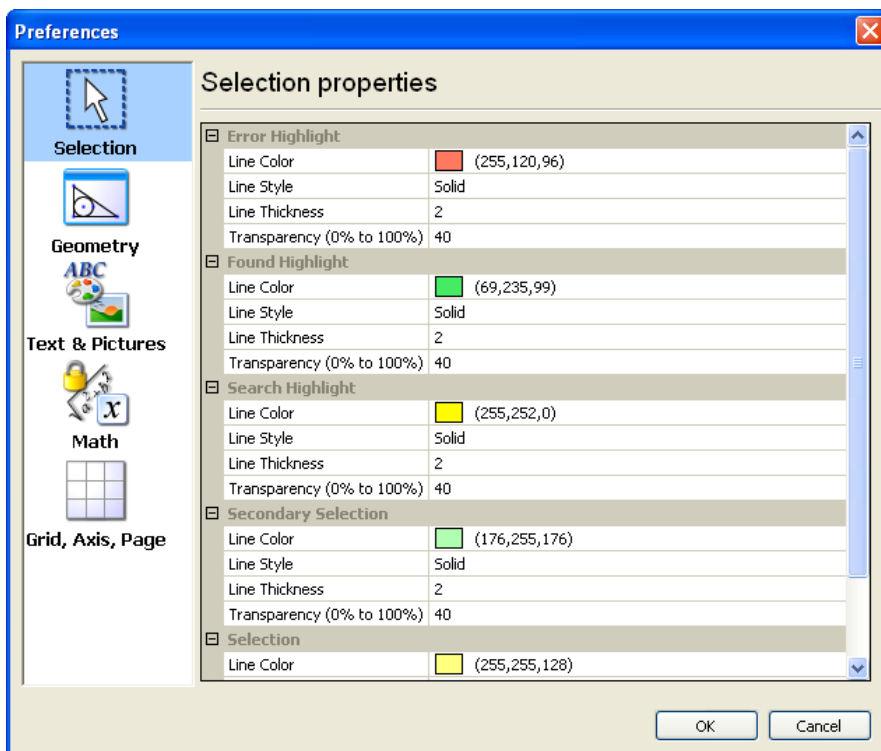 Preferences
Selection
Geometry
ABC
Text & Pictures
x
Math
Grid, Axis, Page
Selection properties
Error Highlight
Line Color (255,120,96)
Line Style Solid
Line Thickness 2
Transparency (0% to 100%) 40
Found Highlight
Line Color (69,235,99)
Line Style Solid
Line Thickness 2
Transparency (0% to 100%) 40
Search Highlight
Line Color (255,252,0)
Line Style Solid
Line Thickness 2
Transparency (0% to 100%) 40
Secondary Selection
Line Color (176,255,176)
Line Style Solid
Line Thickness 2
Transparency (0% to 100%) 40
Selection
Line Color (255,255,128)
OK Cancel